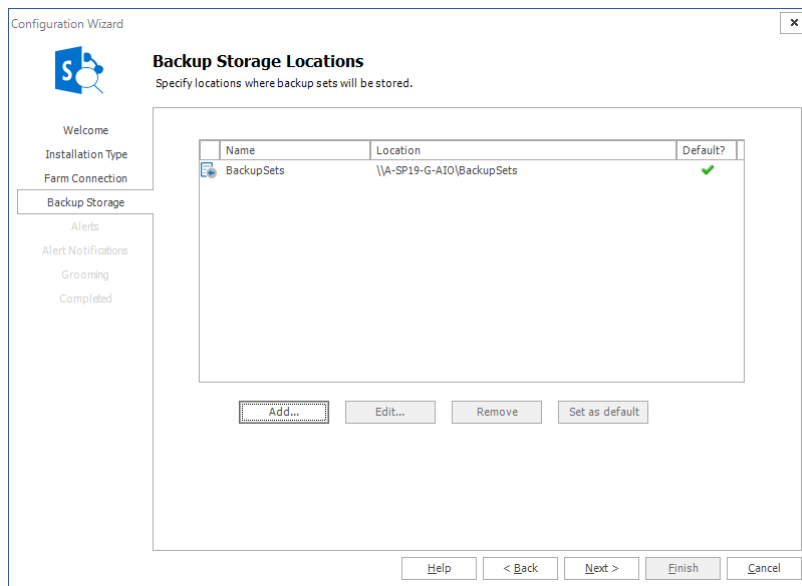 Configuration Wizard
Backup Storage Locations
Specify locations where backup sets will be stored.
Welcome
Installation Type
Farm Connection
Backup Storage
Alerts
Alert Notifications
Grooming
Completed
Name Location Default?
BackupSets \\A-SP19-G-AIO\BackupSets
Add... Edit... Remove Set as default
Help < Back Next > Finish Cancel